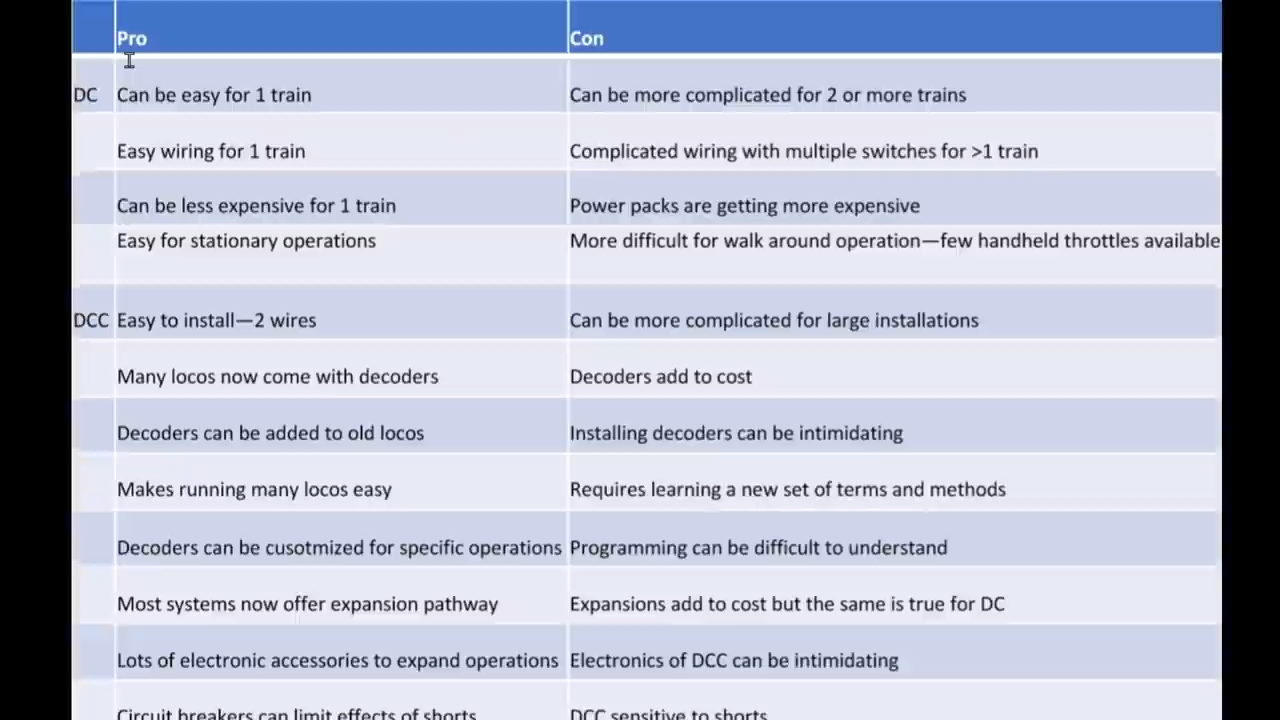 Pro Con
DC Can be easy for 1 train Can be more complicated for 2 or more trains
Easy wiring for 1 train Complicated wiring with multiple switches for >1 train
Can be less expensive for 1 train Power packs are getting more expensive
Easy for stationary operations More difficult for walk around operation—few handheld throttles available
DCC Easy to install—2 wires Can be more complicated for large installations
Many locos now come with decoders Decoders add to cost
Decoders can be added to old locos Installing decoders can be intimidating
Makes running many locos easy Requires learning a new set of terms and methods
Decoders can be cusotmized for specific operations Programming can be difficult to understand
Most systems now offer expansion pathway Expansions add to cost but the same is true for DC
Lots of electronic accessories to expand operations Electronics of DCC can be intimidating
Circuit breakers can limit effects of shorts DCC sensitive to shorts